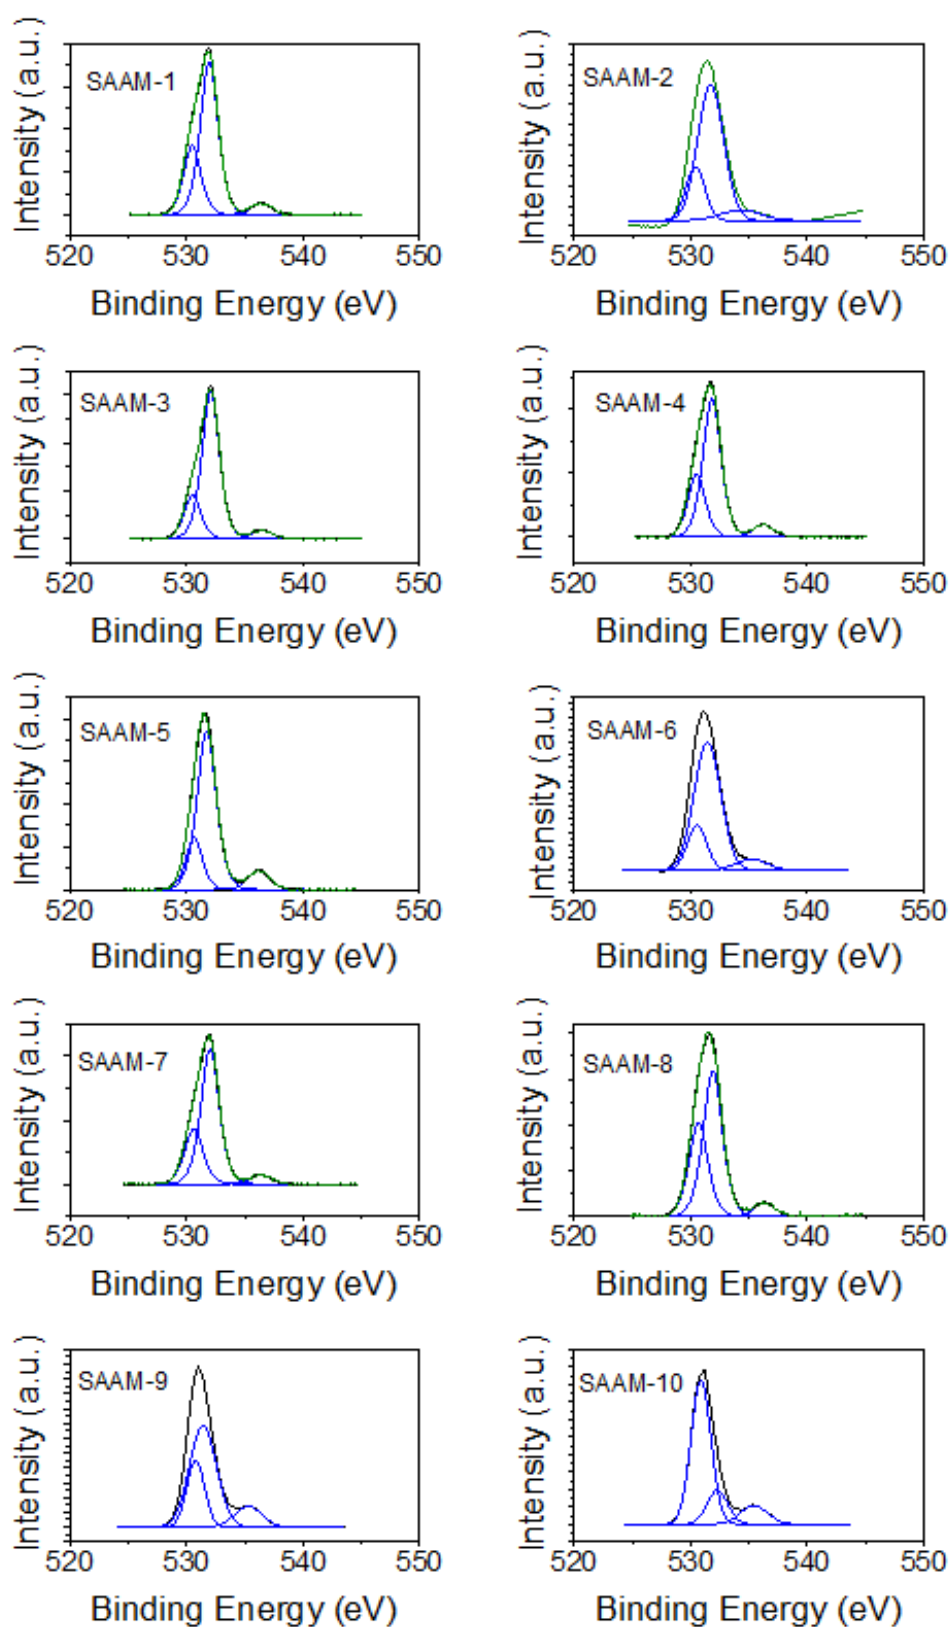 Intensity (a.u.)
SAAM-1
520 530 540 550
Binding Energy (eV)
Intensity (a.u.)
SAAM-2
520 530 540 550
Binding Energy (eV)
Intensity (a.u.)
SAAM-3
520 530 540 550
Binding Energy (eV)
Intensity (a.u.)
SAAM-4
520 530 540 550
Binding Energy (eV)
Intensity (a.u.)
SAAM-5
520 530 540 550
Binding Energy (eV)
Intensity (a.u.)
SAAM-6
520 530 540 550
Binding Energy (eV)
Intensity (a.u.)
SAAM-7
520 530 540 550
Binding Energy (eV)
Intensity (a.u.)
SAAM-8
520 530 540 550
Binding Energy (eV)
Intensity (a.u.)
SAAM-9
520 530 540 550
Binding Energy (eV)
Intensity (a.u.)
SAAM-10
520 530 540 550
Binding Energy (eV)